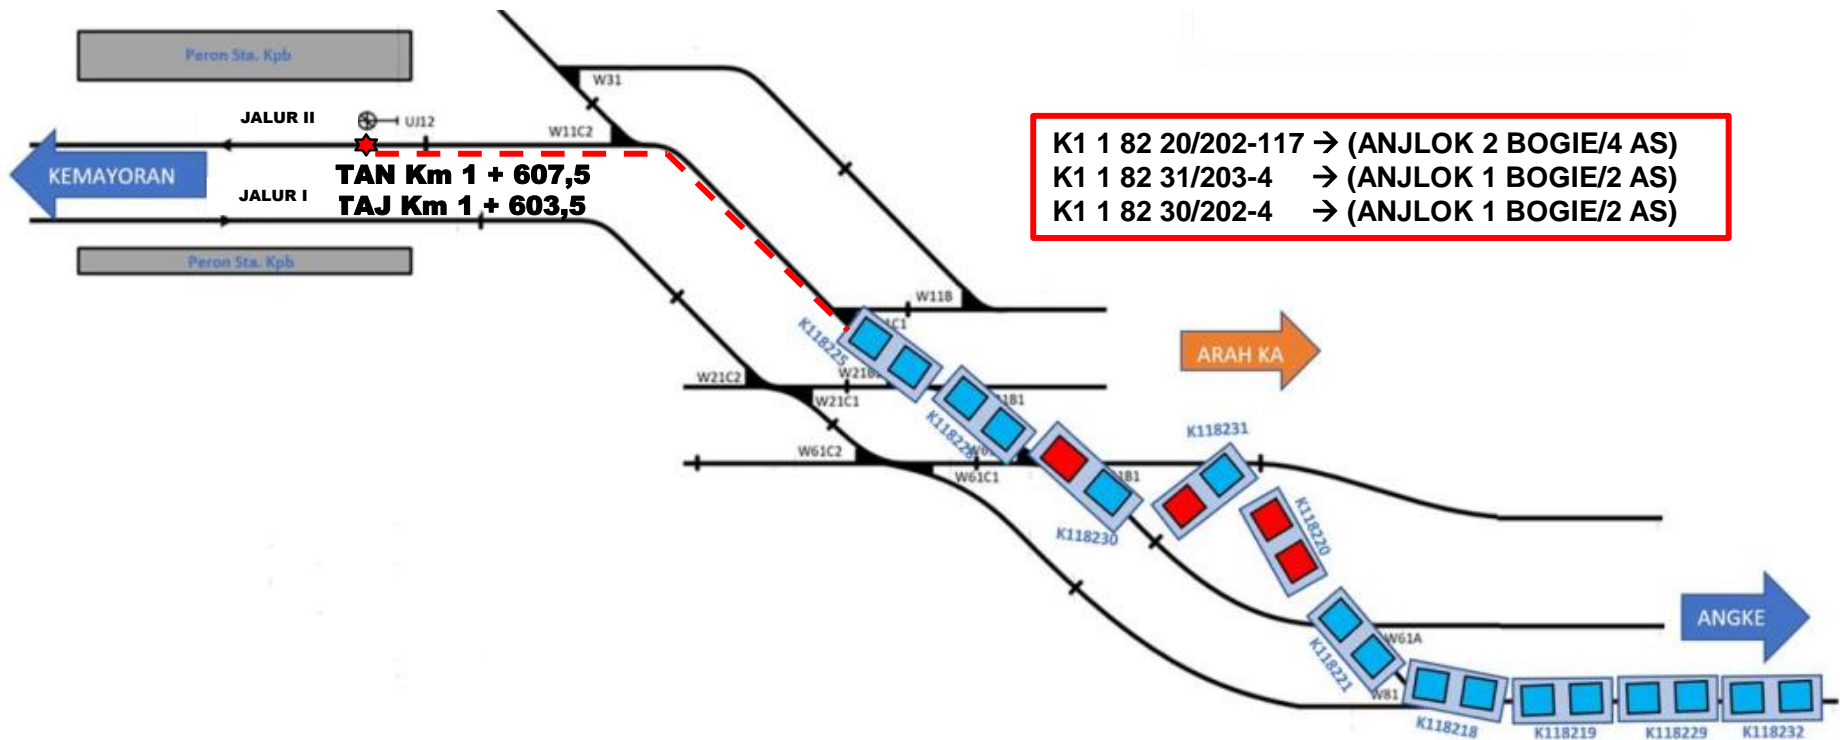 Peron Sta. Kpb
W31
JALUR II
UJ12
W11C2
KEMAYORAN
TAN Km 1 + 607,5
JALUR I
TAJ Km 1 + 603,5
Peron Sta. Kpb
K1 1 82 20/202-117 → (ANJLOK 2 BOGIE/4 AS)
K1 1 82 31/203-4 → (ANJLOK 1 BOGIE/2 AS)
K1 1 82 30/202-4 → (ANJLOK 1 BOGIE/2 AS)
W11B
K118225
ARAH KA
W21C2
W21C1
K118231
W61C2
W61C1
K118230
K118220
ANGKE
W61A
K118221
W81
K118218
K118219
K118229
K118232